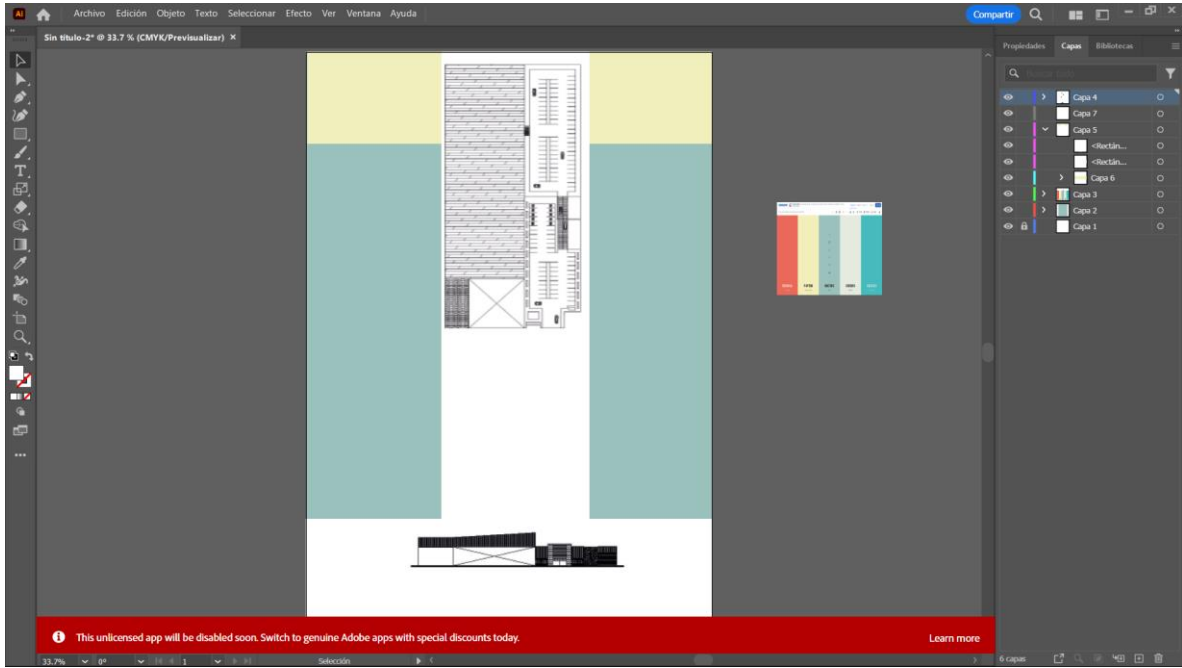 Ai Archivo Edición Objeto Texto Seleccionar Efecto Ver Ventana Ayuda Compartir
Sin título-2* @ 33.7 % (CMYK/Previsualizar) ×
Propiedades Capas Bibliotecas
Buscar todo
Capa 4
Capa 7
Capa 5
<Rectán...
<Rectán...
Capa 6
Capa 3
Capa 2
Capa 1
This unlicensed app will be disabled soon. Switch to genuine Adobe apps with special discounts today. Learn more
33.7% 0° 1 Selección 6 capas